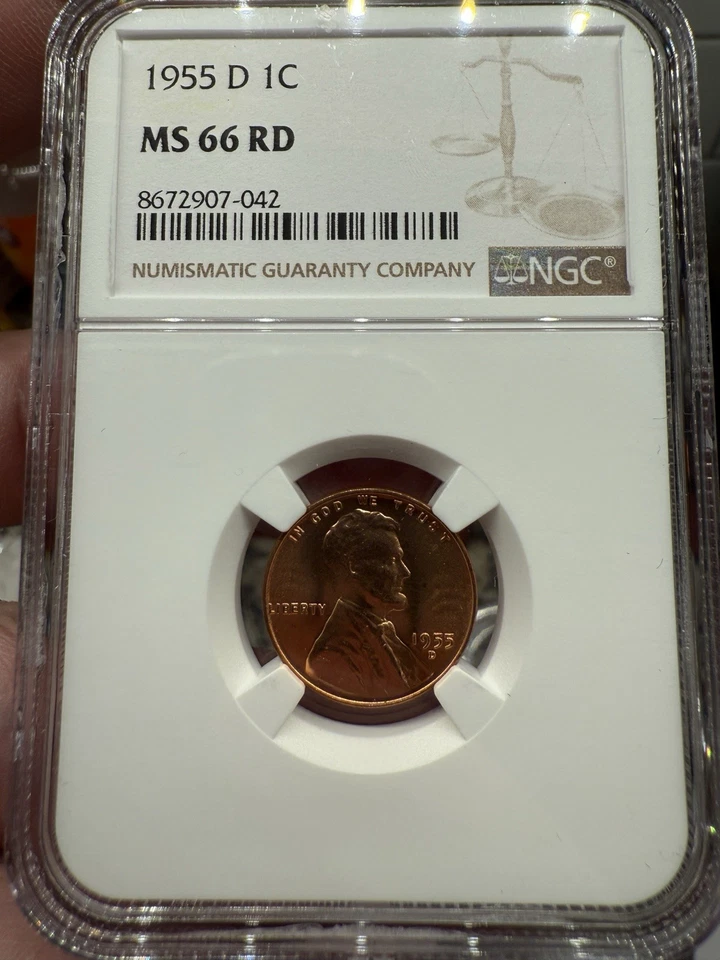 1955 D 1C
MS 66 RD
8672907-042
NUMISMATIC GUARANTY COMPANY
NGC®
IN GOD WE TRUST
LIBERTY
1955
D